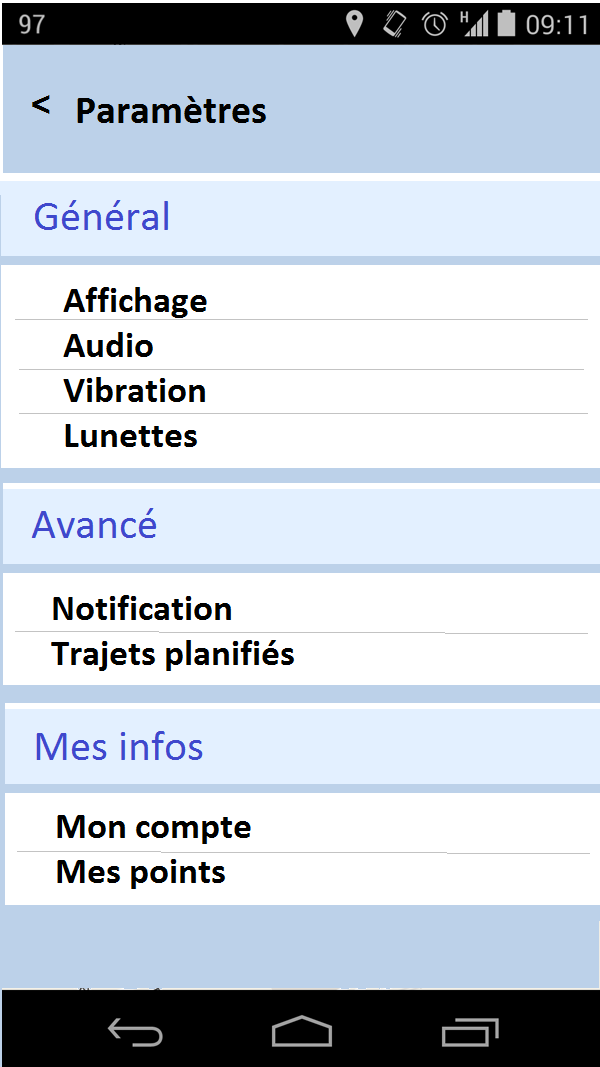 97 H 09:11
< Paramètres
Général
Affichage
Audio
Vibration
Lunettes
Avancé
Notification
Trajets planifiés
Mes infos
Mon compte
Mes points